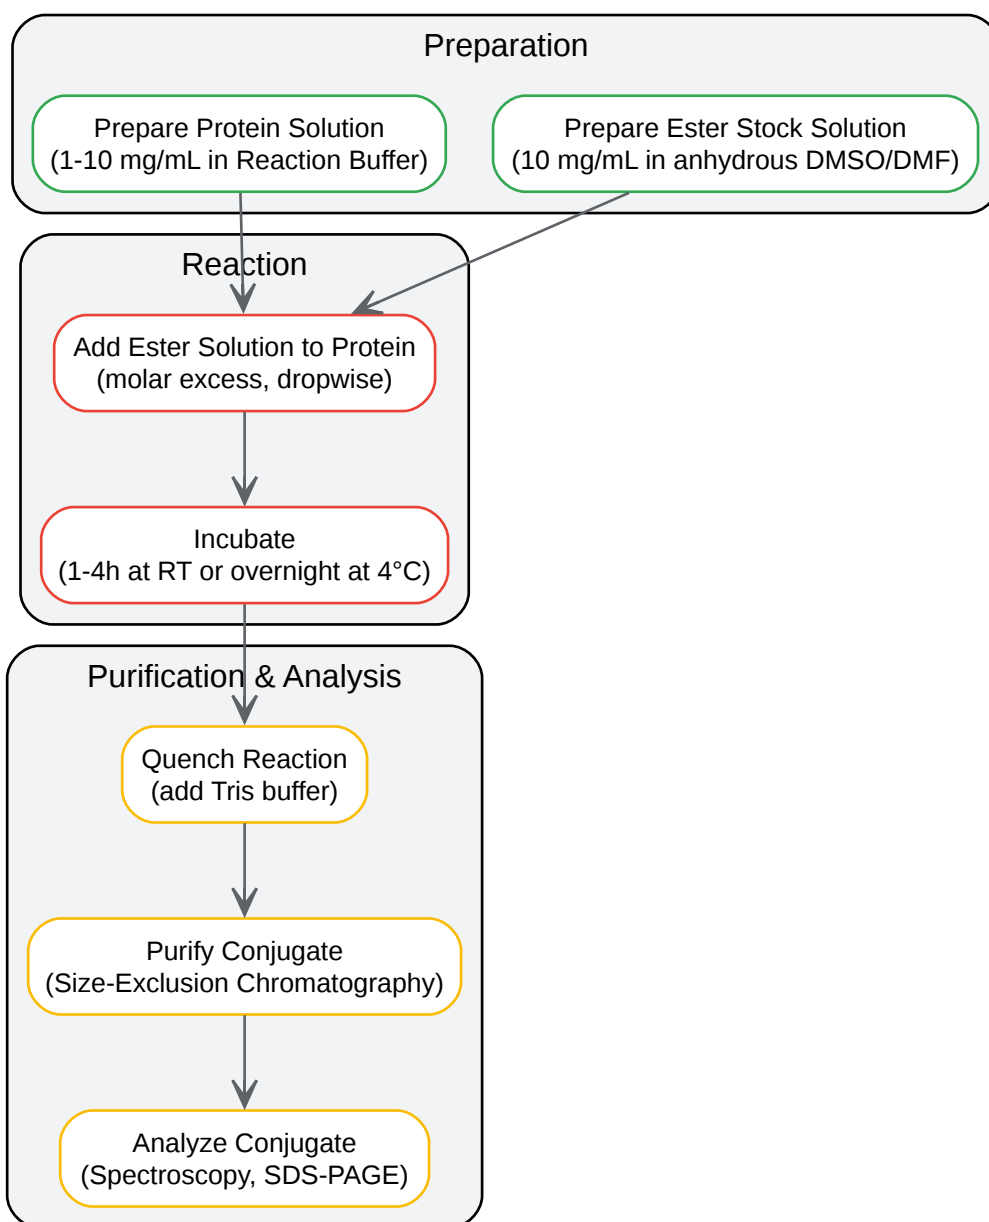 Preparation
Prepare Protein Solution
(1-10 mg/mL in Reaction Buffer)
Prepare Ester Stock Solution
(10 mg/mL in anhydrous DMSO/DMF)
Reaction
Add Ester Solution to Protein
(molar excess, dropwise)
Incubate
(1-4h at RT or overnight at 4°C)
Purification & Analysis
Quench Reaction
(add Tris buffer)
Purify Conjugate
(Size-Exclusion Chromatography)
Analyze Conjugate
(Spectroscopy, SDS-PAGE)